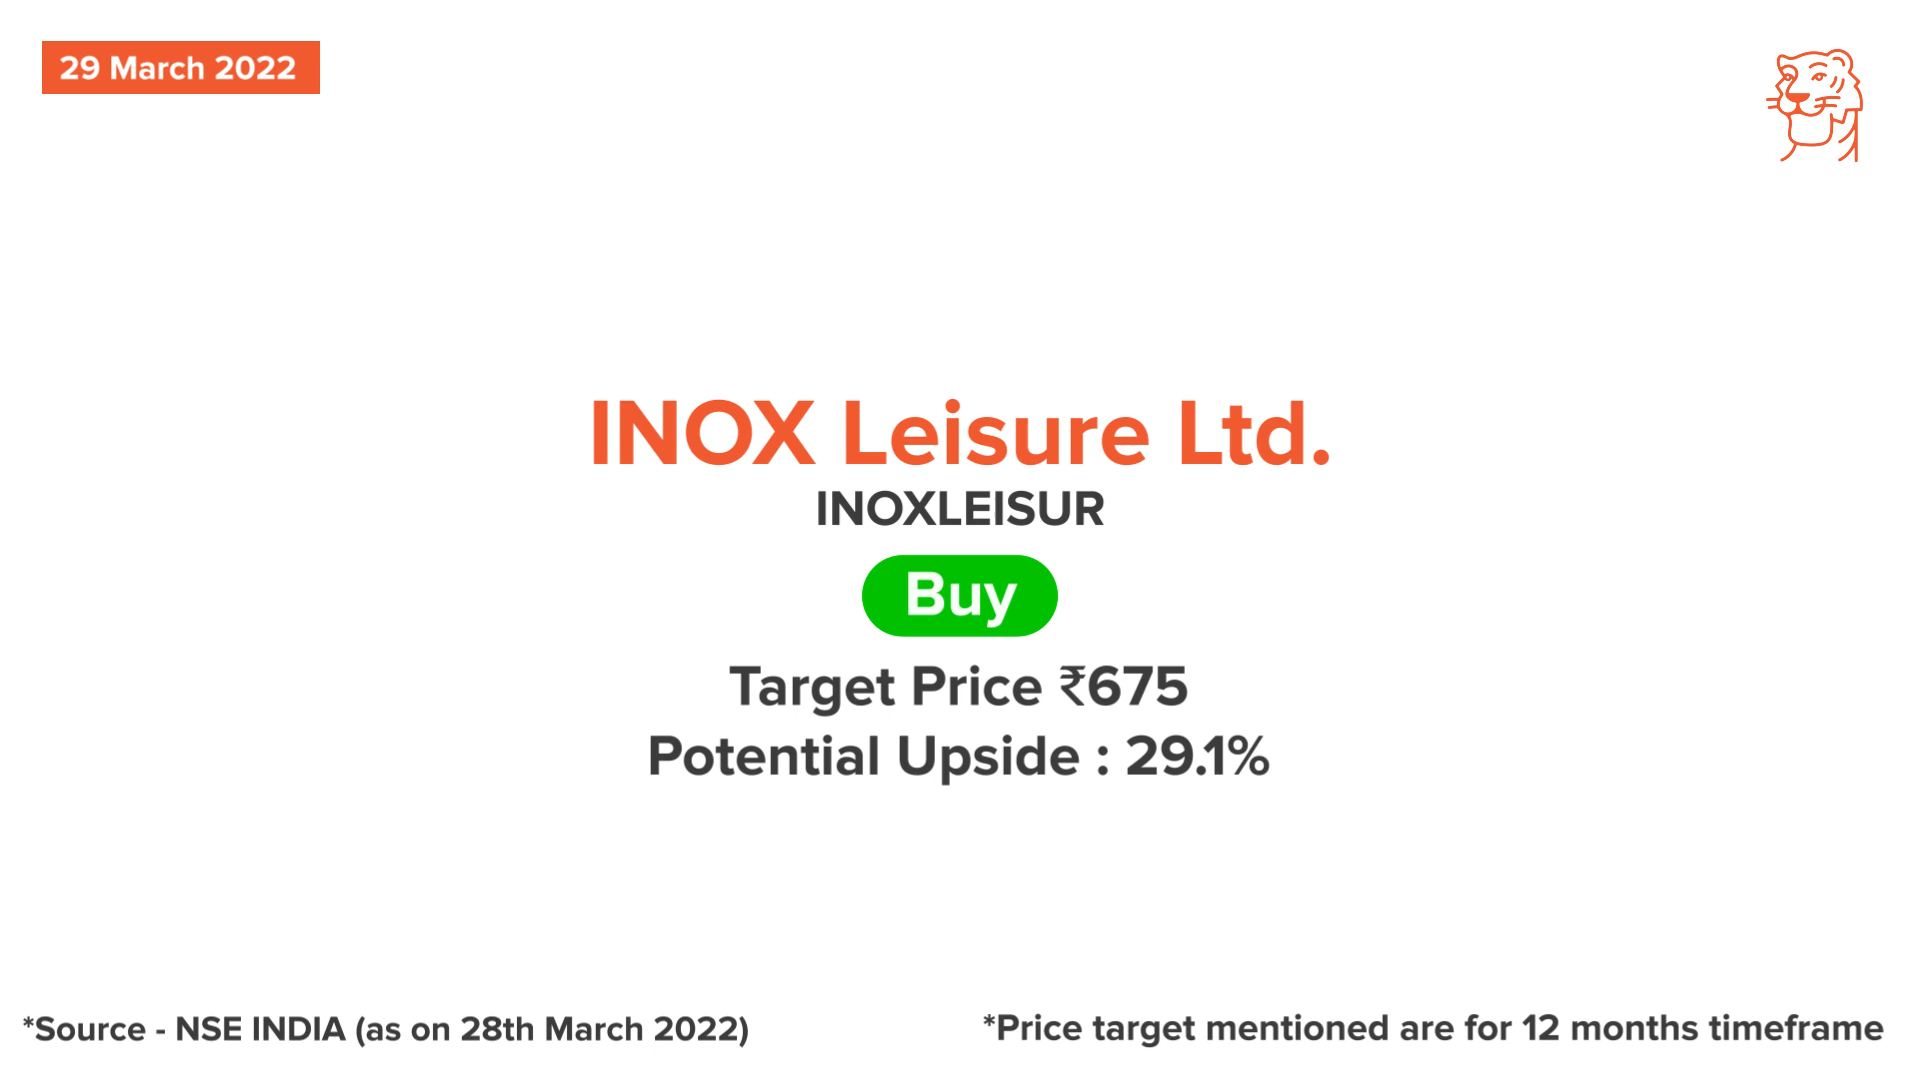 29 March 2022
INOX Leisure Ltd.
INOXLEISUR
Buy
Target Price ₹675
Potential Upside : 29.1%
*Source - NSE INDIA (as on 28th March 2022)
*Price target mentioned are for 12 months timeframe